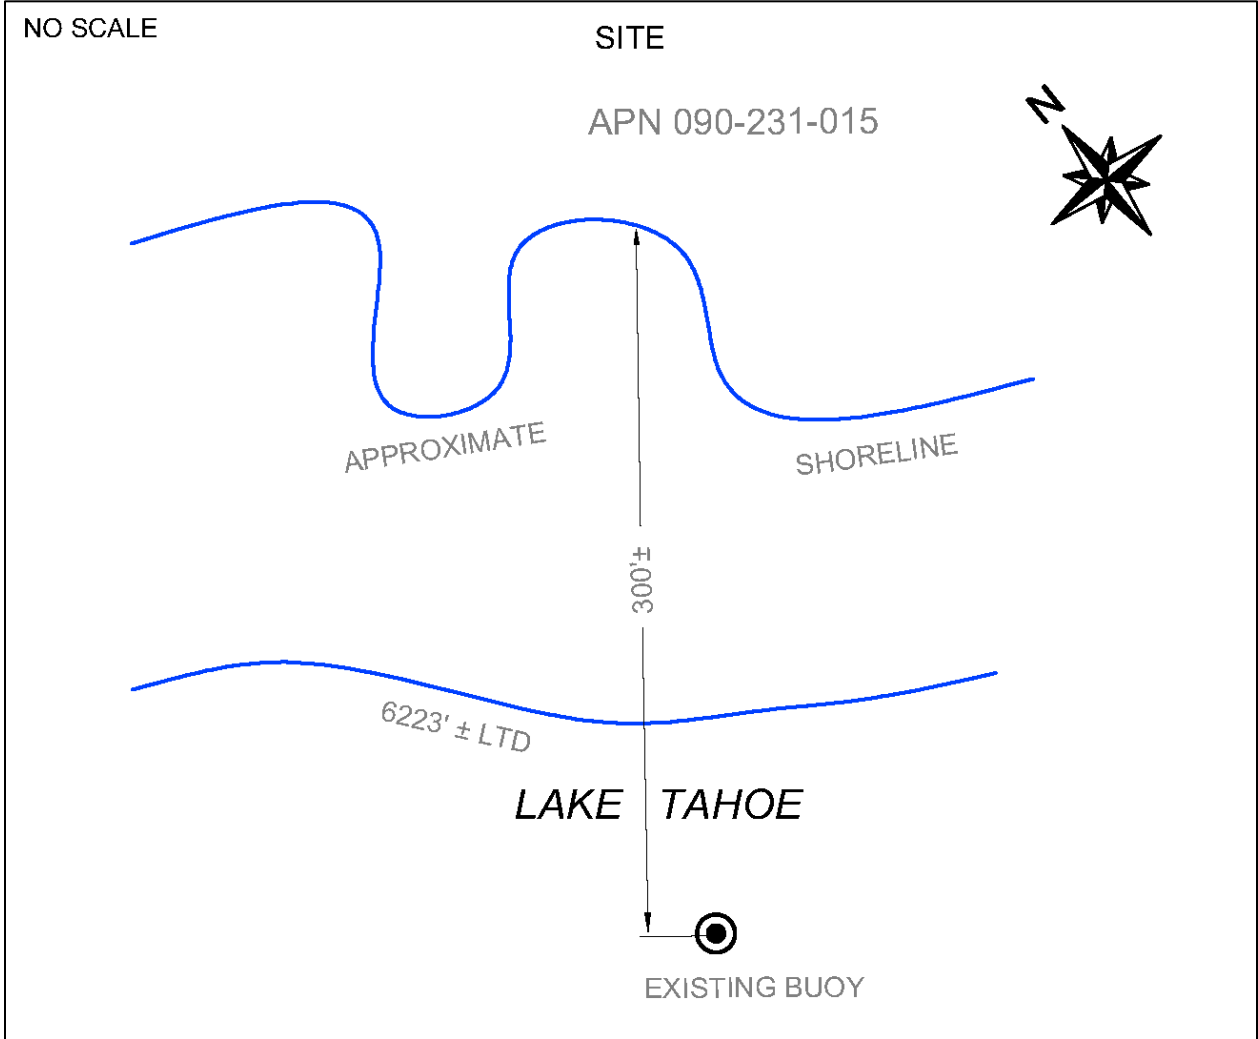 NO SCALE
SITE
N
APN 090-231-015
APPROXIMATE
SHORELINE
300'±
6223' ± LTD
LAKE TAHOE
EXISTING BUOY